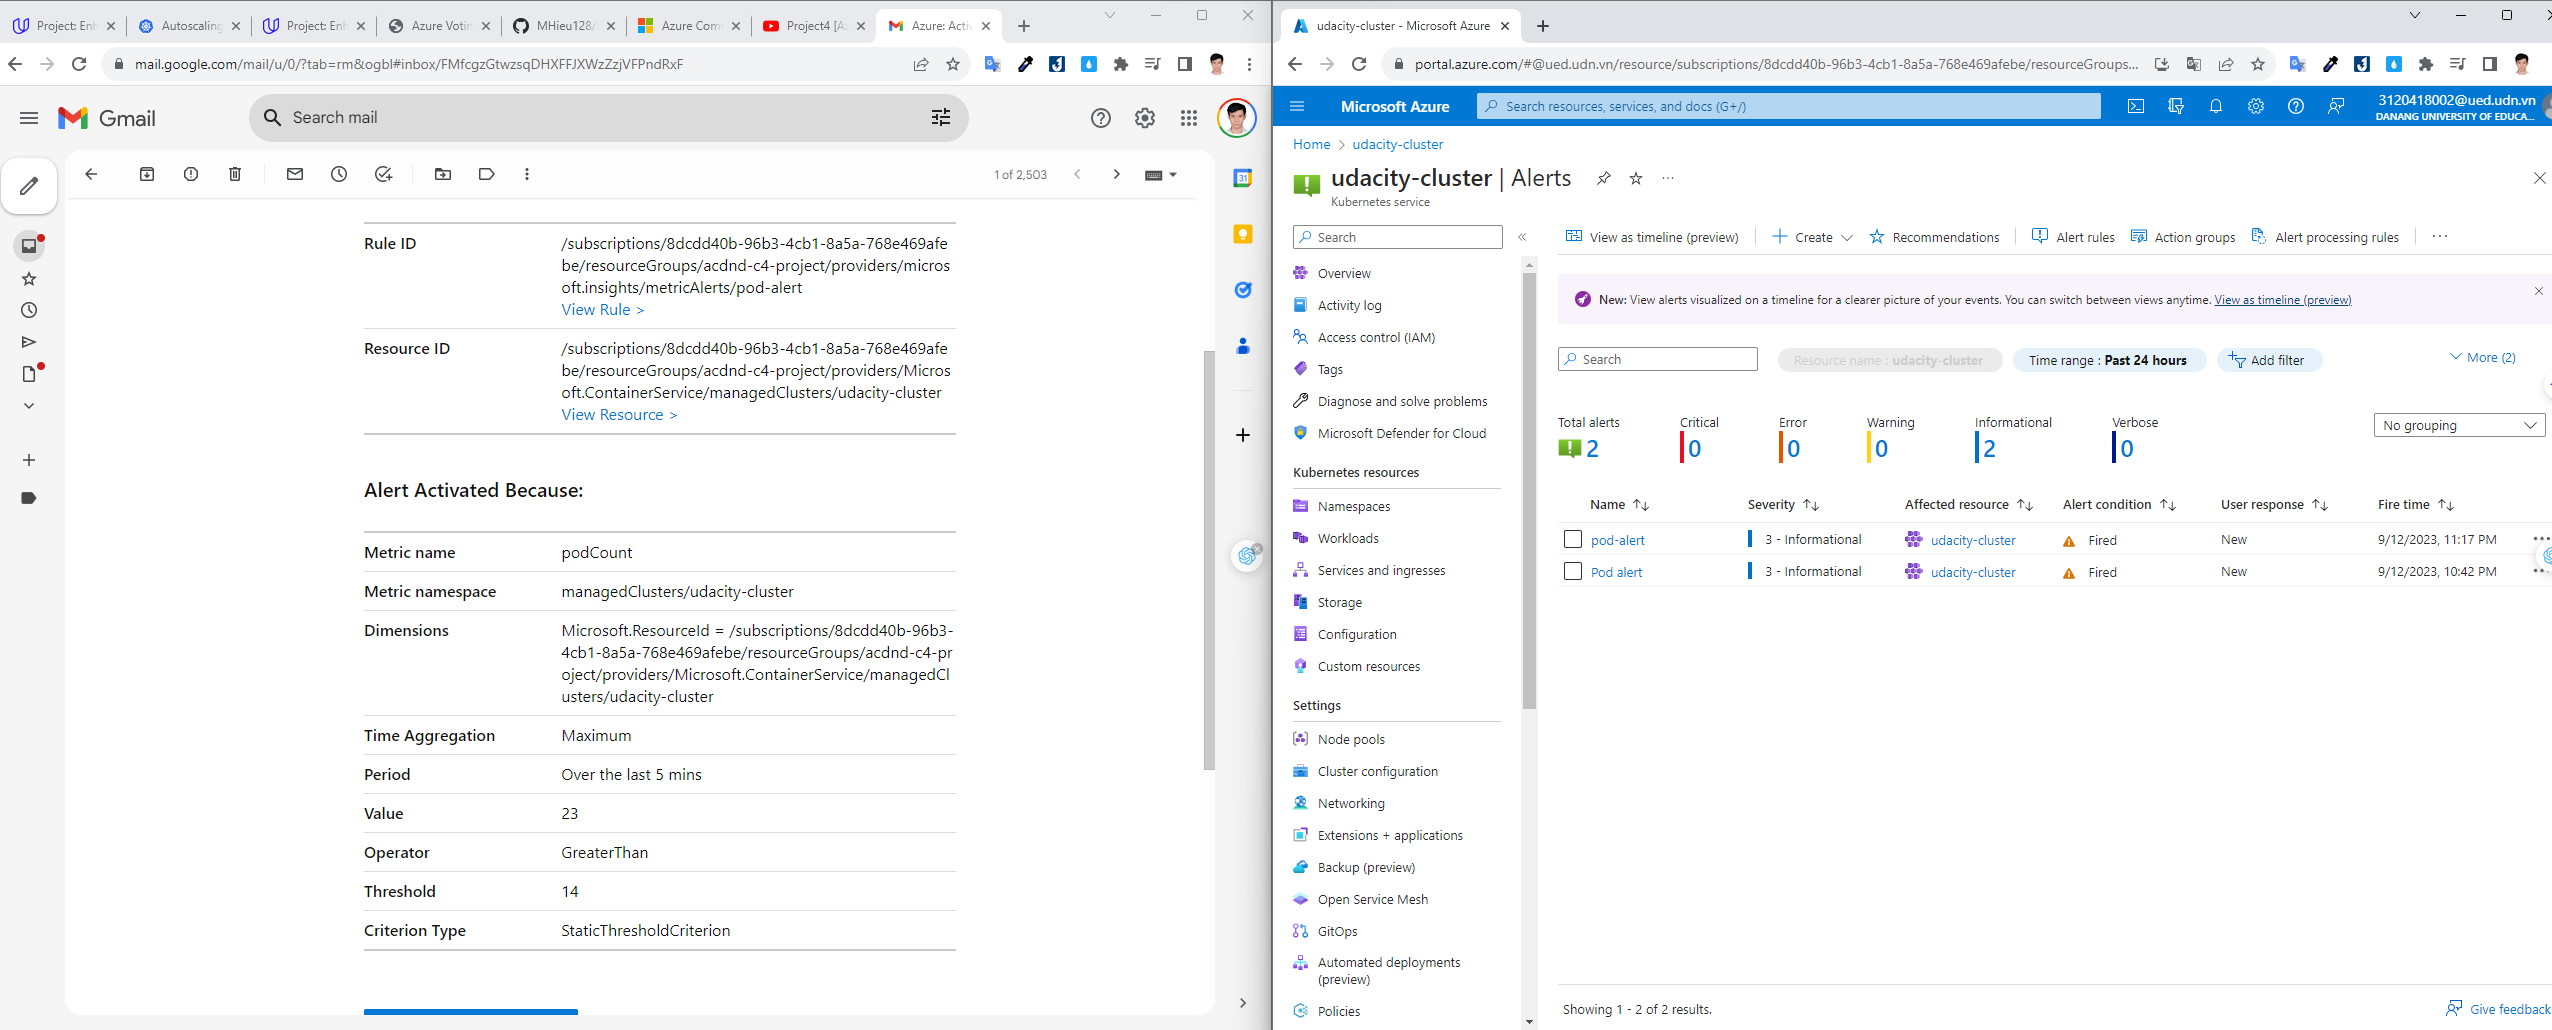 Project: Enh
Autoscaling
Project: Enh
Azure Votin
MHieu128/
Azure Com
Project4 [A
Azure: Activ
mail.google.com/mail/u/0/?tab=rm&ogbl#inbox/FMfcgzGtwzsqDHXFFJXWzZzjVFPndRxF
Gmail
Search mail
1 of 2,503
31
Rule ID
/subscriptions/8dcdd40b-96b3-4cb1-8a5a-768e469afe
be/resourceGroups/acdnd-c4-project/providers/micros
oft.insights/metricAlerts/pod-alert
View Rule >
Resource ID
/subscriptions/8dcdd40b-96b3-4cb1-8a5a-768e469afe
be/resourceGroups/acdnd-c4-project/providers/Micros
oft.ContainerService/managedClusters/udacity-cluster
View Resource >
Alert Activated Because:
Metric name
podCount
Metric namespace
managedClusters/udacity-cluster
Dimensions
Microsoft.ResourceId = /subscriptions/8dcdd40b-96b3-
4cb1-8a5a-768e469afebe/resourceGroups/acdnd-c4-pr
oject/providers/Microsoft.ContainerService/managedCl
usters/udacity-cluster
Time Aggregation
Maximum
Period
Over the last 5 mins
Value
23
Operator
GreaterThan
Threshold
14
Criterion Type
StaticThresholdCriterion
udacity-cluster - Microsoft Azure
portal.azure.com/#@ued.udn.vn/resource/subscriptions/8dcdd40b-96b3-4cb1-8a5a-768e469afebe/resourceGroups...
Microsoft Azure
Search resources, services, and docs (G+/)
3120418002@ued.udn.vn
DANANG UNIVERSITY OF EDUCA...
Home > udacity-cluster
udacity-cluster | Alerts
Kubernetes service
Search
Overview
Activity log
Access control (IAM)
Tags
Diagnose and solve problems
Microsoft Defender for Cloud
Kubernetes resources
Namespaces
Workloads
Services and ingresses
Storage
Configuration
Custom resources
Settings
Node pools
Cluster configuration
Networking
Extensions + applications
Backup (preview)
Open Service Mesh
GitOps
Automated deployments
(preview)
Policies
View as timeline (preview)
Create
Recommendations
Alert rules
Action groups
Alert processing rules
New: View alerts visualized on a timeline for a clearer picture of your events. You can switch between views anytime. View as timeline (preview)
Search
Resource name : udacity-cluster
Time range : Past 24 hours
Add filter
More (2)
Total alerts
2
Critical
0
Error
0
Warning
0
Informational
2
Verbose
0
No grouping
Name Severity Affected resource Alert condition User response Fire time
pod-alert 3 - Informational udacity-cluster Fired New 9/12/2023, 11:17 PM
Pod alert 3 - Informational udacity-cluster Fired New 9/12/2023, 10:42 PM
Showing 1 - 2 of 2 results.
Give feedback